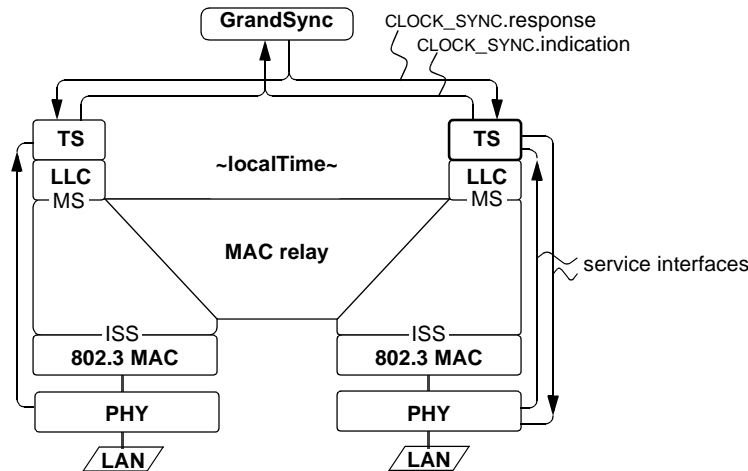 GrandSync
CLOCK_SYNC.response
CLOCK_SYNC.indication
TS
TS
~localTime~
LLC
LLC
MS
MS
MAC relay
service interfaces
ISS
ISS
802.3 MAC
802.3 MAC
PHY
PHY
LAN
LAN